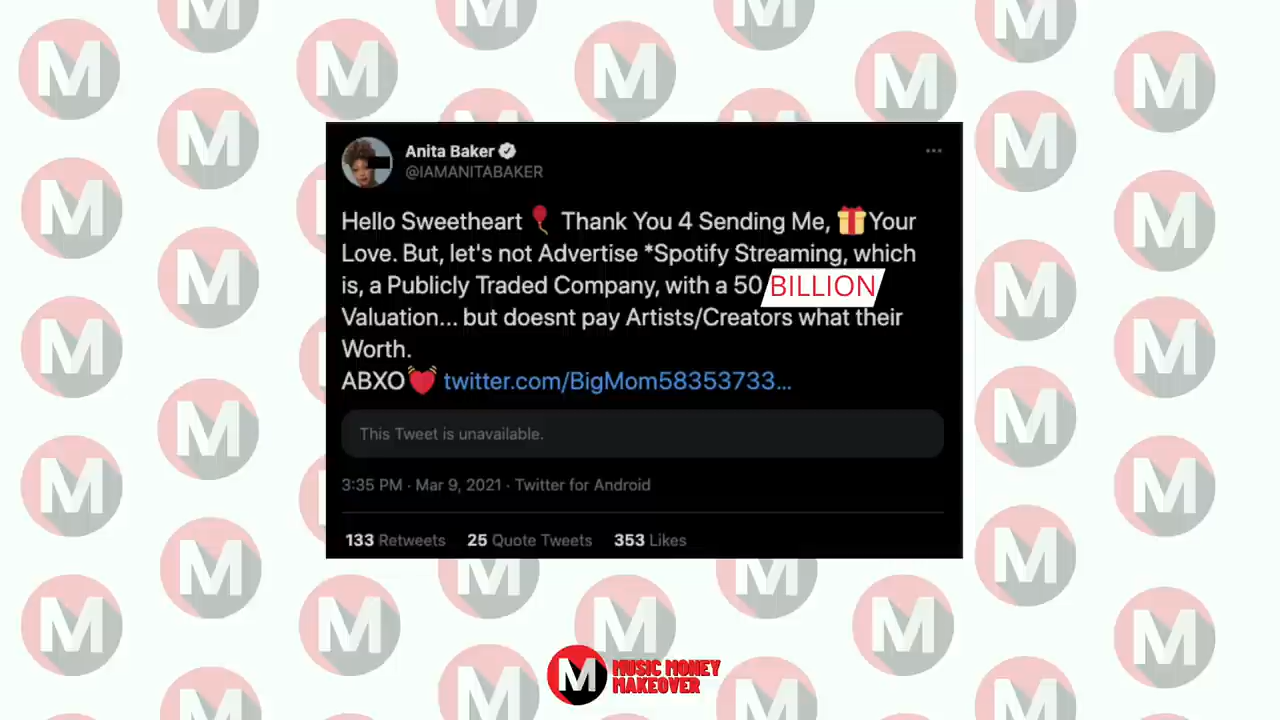 Anita Baker
@IAMANITABAKER
Hello Sweetheart 🎈 Thank You 4 Sending Me, 🎁Your
Love. But, let's not Advertise *Spotify Streaming, which
is, a Publicly Traded Company, with a 50 BILLION
Valuation... but doesnt pay Artists/Creators what their
Worth.
ABXO💓 twitter.com/BigMom58353733...
This Tweet is unavailable.
3:35 PM · Mar 9, 2021 · Twitter for Android
133 Retweets 25 Quote Tweets 353 Likes
M MUSIC MONEY
MAKEOVER